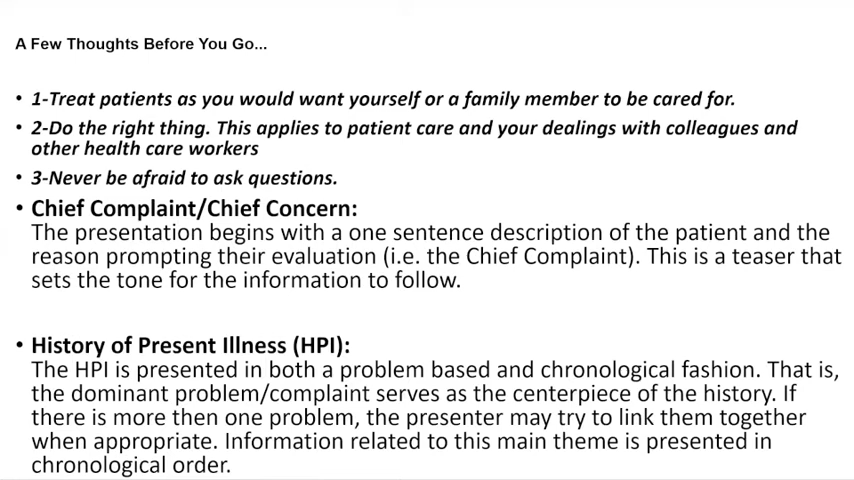 A Few Thoughts Before You Go...
• 1-Treat patients as you would want yourself or a family member to be cared for.
• 2-Do the right thing. This applies to patient care and your dealings with colleagues and
other health care workers
• 3-Never be afraid to ask questions.
• Chief Complaint/Chief Concern:
The presentation begins with a one sentence description of the patient and the
reason prompting their evaluation (i.e. the Chief Complaint). This is a teaser that
sets the tone for the information to follow.
• History of Present Illness (HPI):
The HPI is presented in both a problem based and chronological fashion. That is,
the dominant problem/complaint serves as the centerpiece of the history. If
there is more then one problem, the presenter may try to link them together
when appropriate. Information related to this main theme is presented in
chronological order.